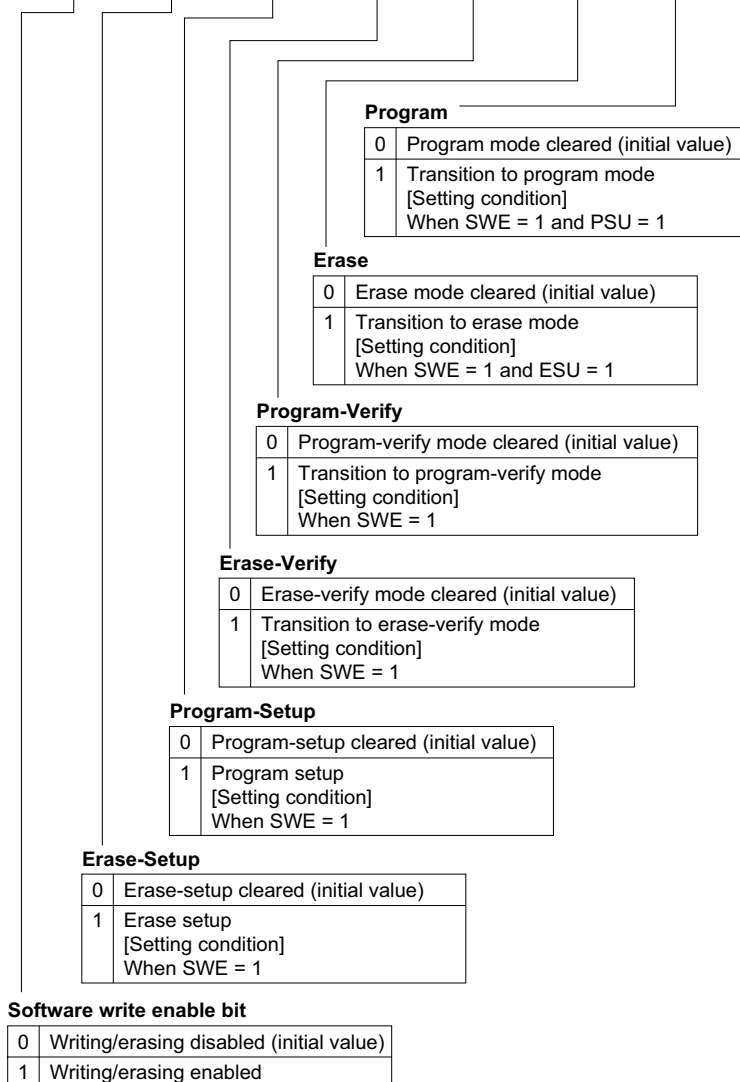 Program
0 Program mode cleared (initial value)
1 Transition to program mode
[Setting condition]
When SWE = 1 and PSU = 1
Erase
0 Erase mode cleared (initial value)
1 Transition to erase mode
[Setting condition]
When SWE = 1 and ESU = 1
Program-Verify
0 Program-verify mode cleared (initial value)
1 Transition to program-verify mode
[Setting condition]
When SWE = 1
Erase-Verify
0 Erase-verify mode cleared (initial value)
1 Transition to erase-verify mode
[Setting condition]
When SWE = 1
Program-Setup
0 Program-setup cleared (initial value)
1 Program setup
[Setting condition]
When SWE = 1
Erase-Setup
0 Erase-setup cleared (initial value)
1 Erase setup
[Setting condition]
When SWE = 1
Software write enable bit
0 Writing/erasing disabled (initial value)
1 Writing/erasing enabled